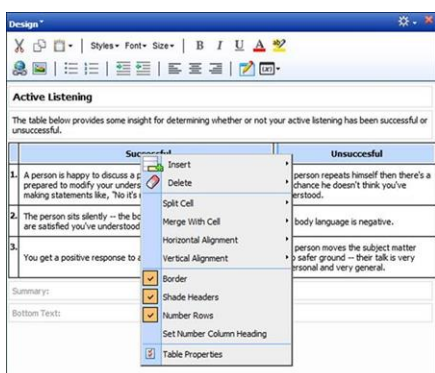 Design*
Styles Font Size B I U A
Active Listening
The table below provides some insight for determining whether or not your active listening has been successful or
unsuccessful.
Unsuccesful
1. A person is happy to discuss a
person repeats himself then there's a
prepared to modify your
chance he doesn't think you've
making statements like, "No it's
2. The person sits silently -- the
body language is negative.
are satisfied you've understood
3.
person moves the subject matter
You get a positive response to
safer ground -- their talk is very
personal and very general.
Summary:
Bottom Text:
Insert
Delete
Split Cell
Merge With Cell
Horizontal Alignment
Vertical Alignment
Border
Shade Headers
Number Rows
Set Number Column Heading
Table Properties